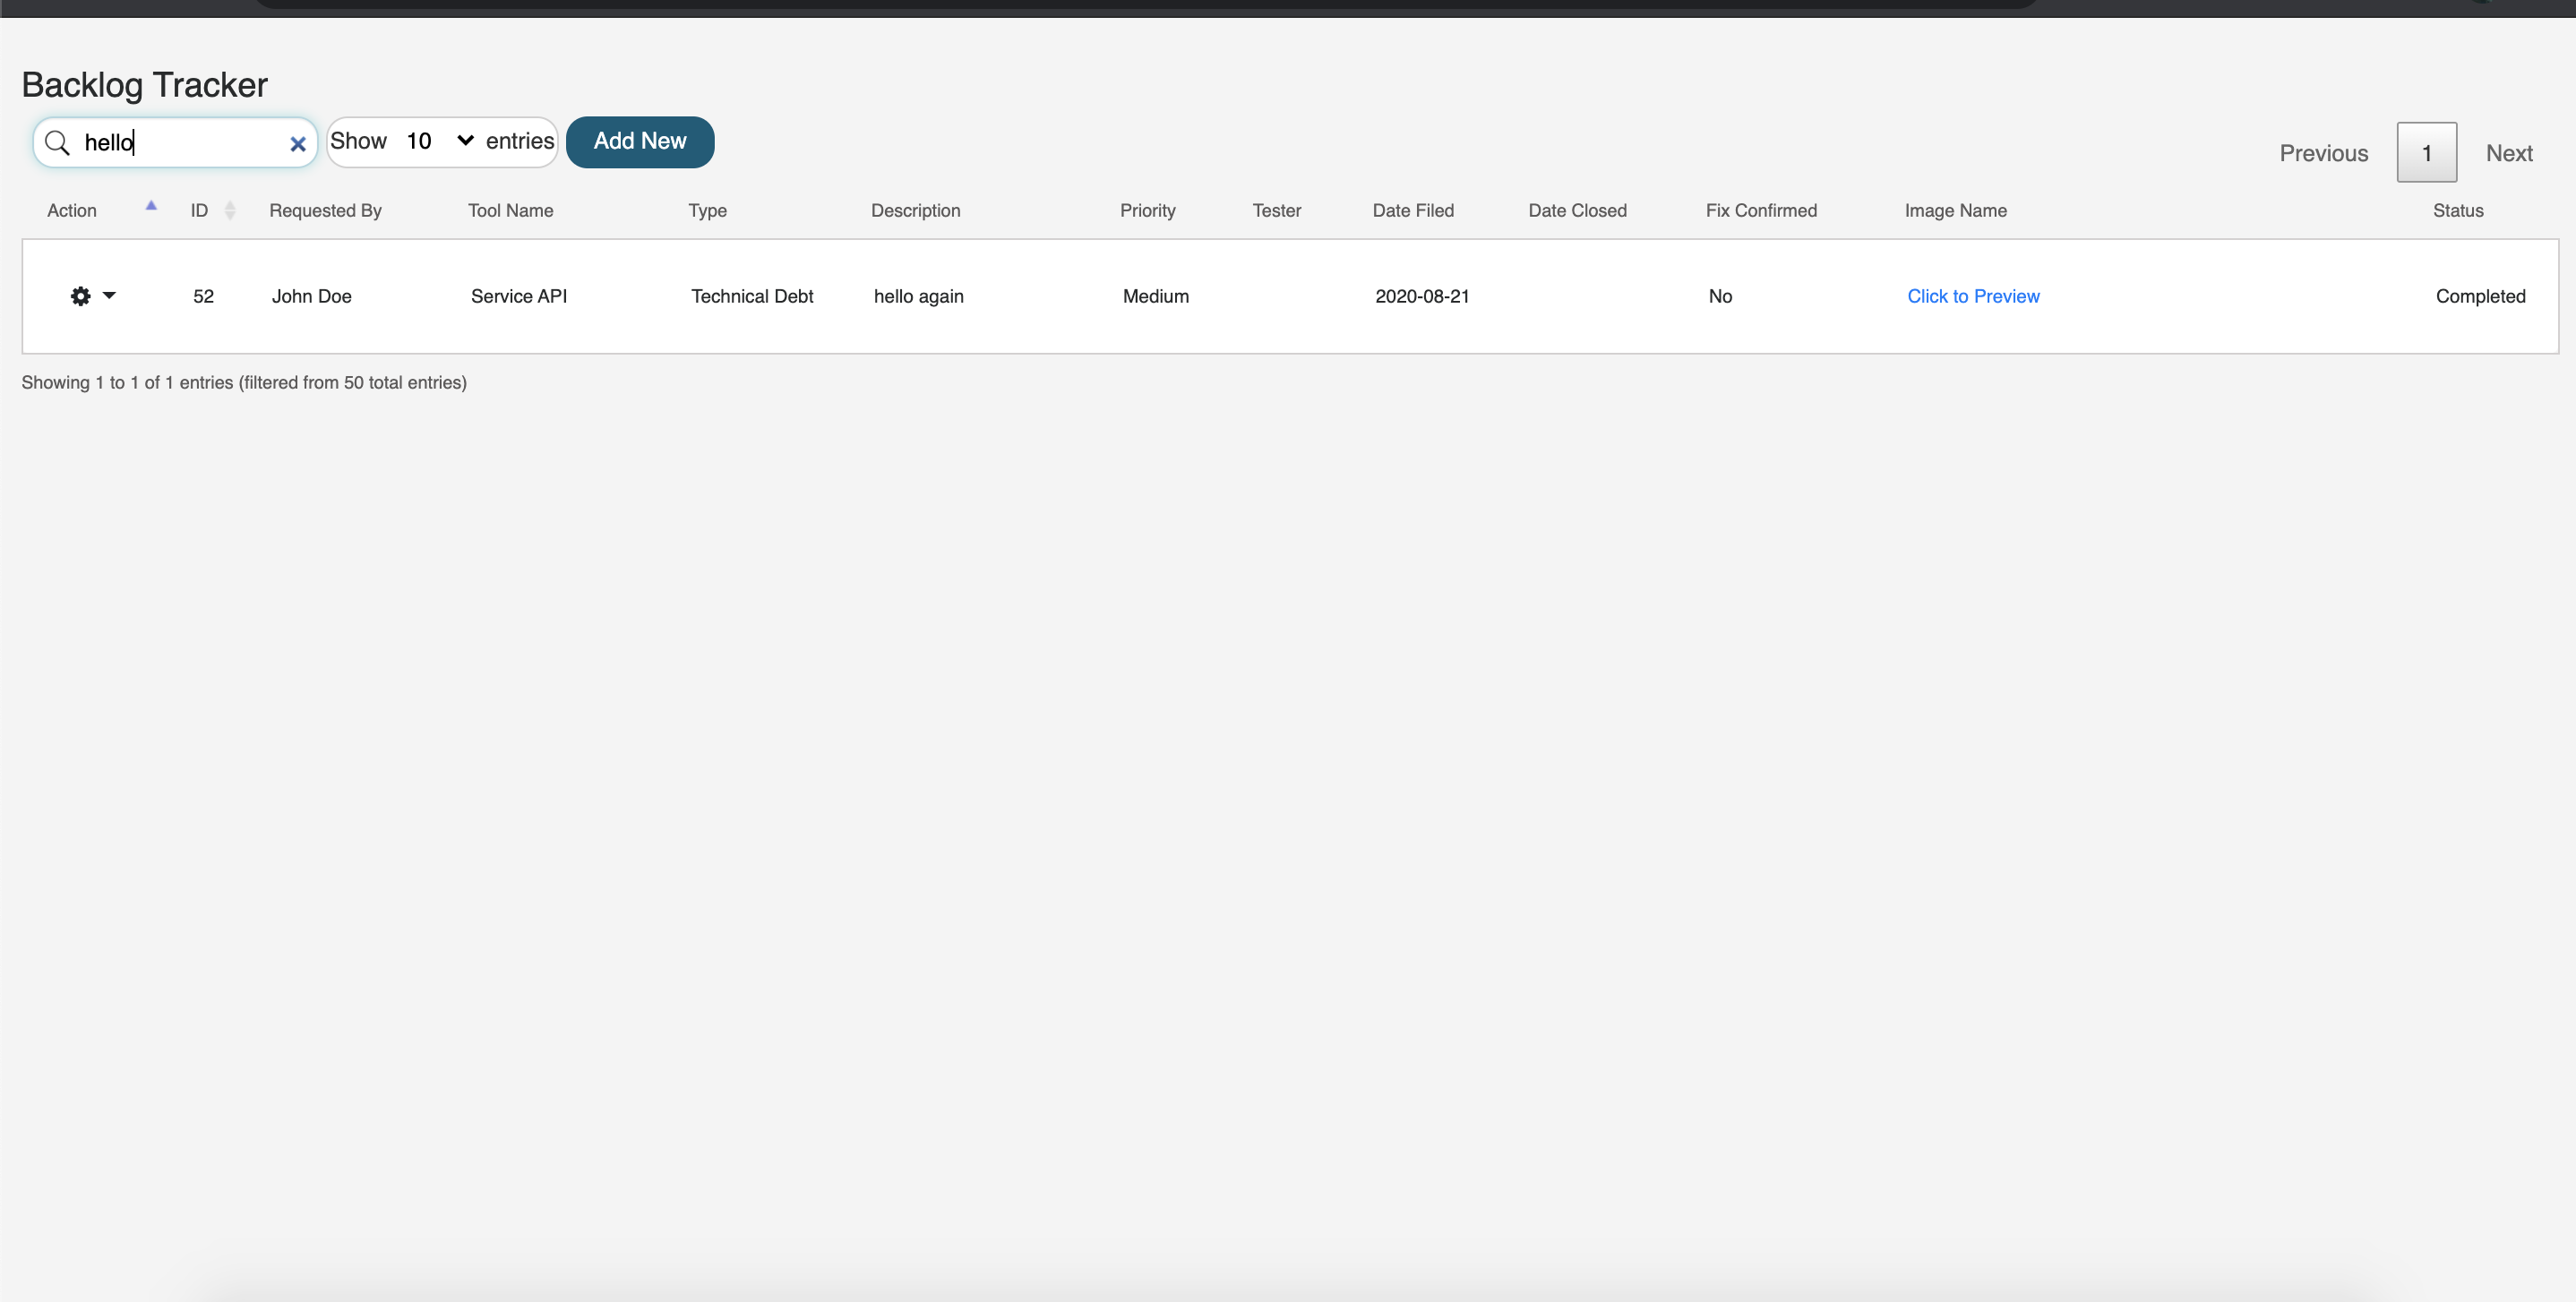 Backlog Tracker
hello Show 10 entries Add New Previous 1 Next
Action ID Requested By Tool Name Type Description Priority Tester Date Filed Date Closed Fix Confirmed Image Name Status
52 John Doe Service API Technical Debt hello again Medium 2020-08-21 No Click to Preview Completed
Showing 1 to 1 of 1 entries (filtered from 50 total entries)